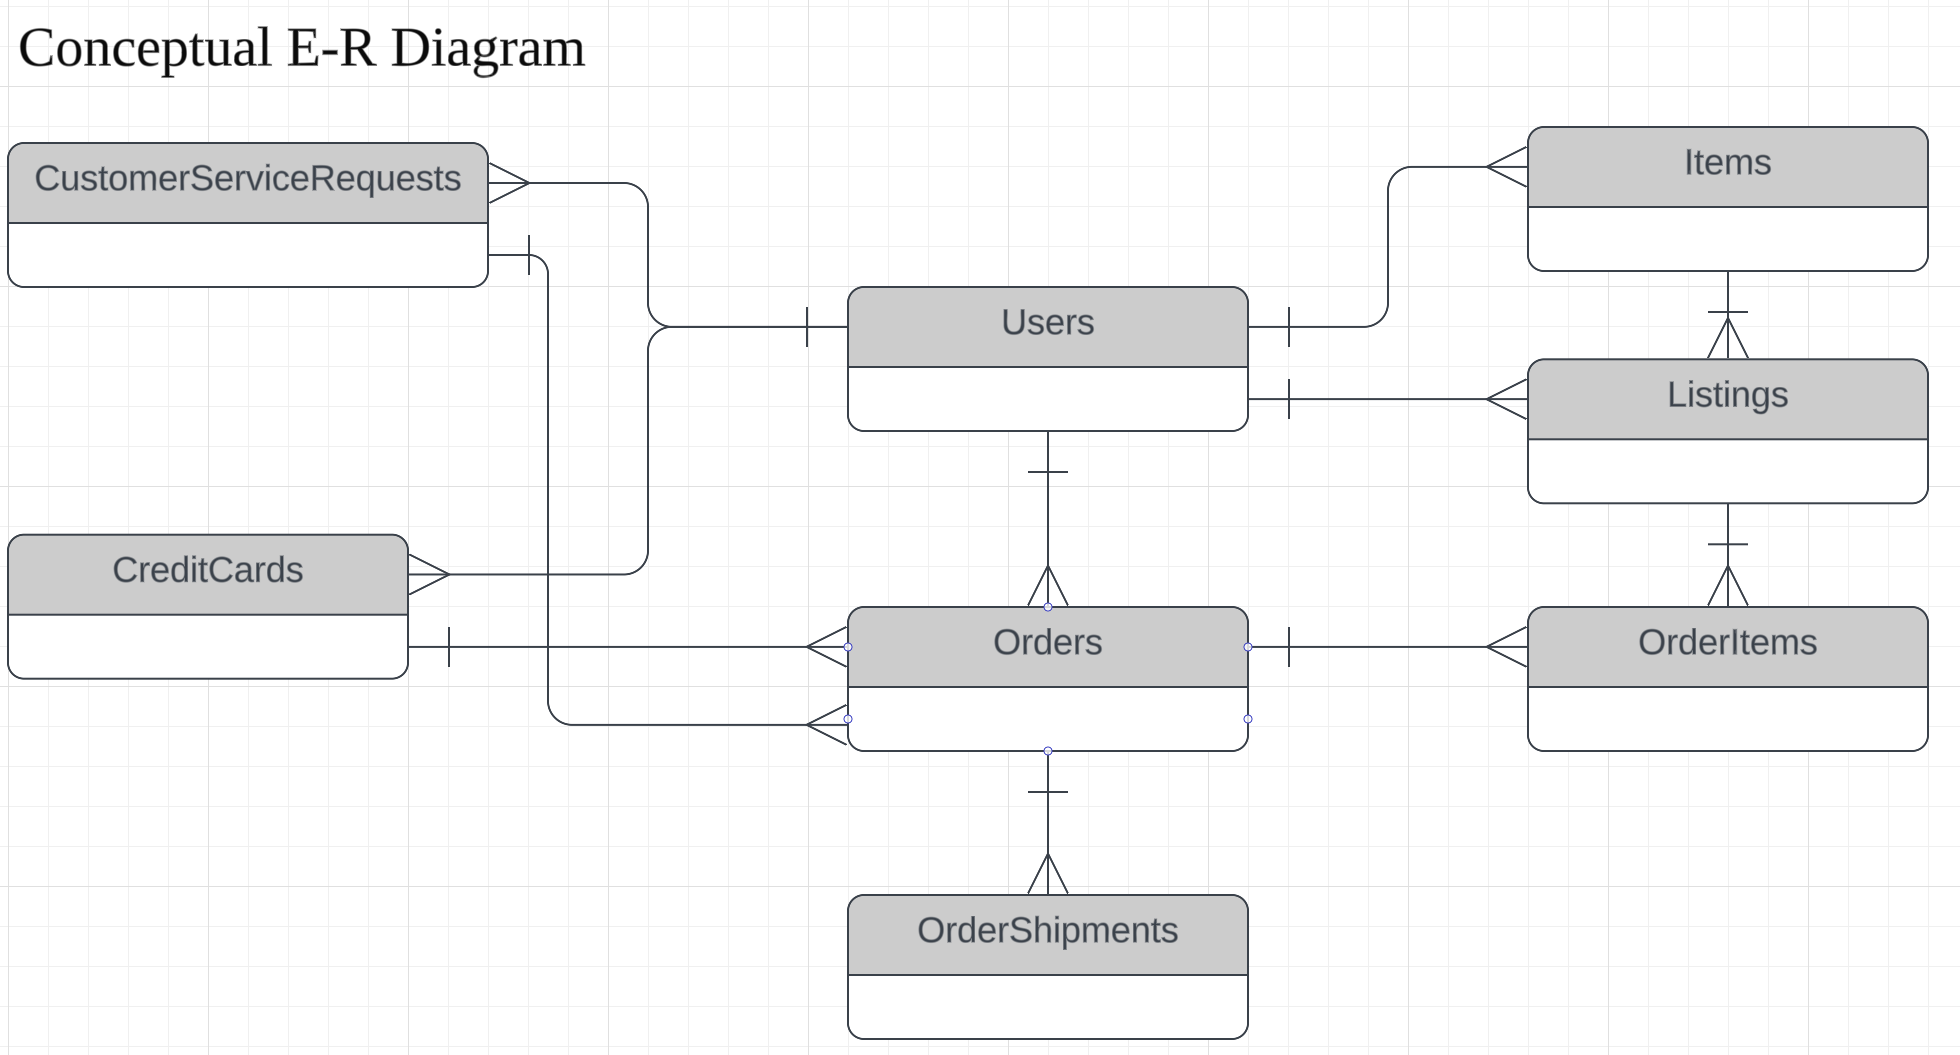 Conceptual E-R Diagram
CustomerServiceRequests
Items
Users
Listings
CreditCards
Orders
OrderItems
OrderShipments